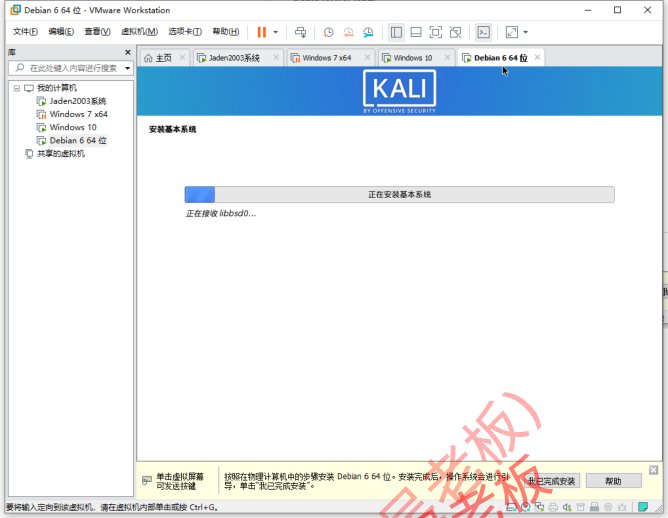 Debian 6 64 位 - VMware Workstation
文件(F) 编辑(E) 查看(V) 虚拟机(M) 选项卡(T) 帮助(H)
库
在此处键入内容进行搜索
我的计算机
Jaden2003系统
Windows 7 x64
Windows 10
Debian 6 64 位
共享的虚拟机
主页 Jaden2003系统 Windows 7 x64 Windows 10 Debian 6 64 位
KALI
BY OFFENSIVE SECURITY
安装基本系统
正在安装基本系统
正在接收 libbsd0...
单击虚拟屏幕
可发送按键
按照在物理计算机中的步骤安装 Debian 6 64 位。安装完成后，操作系统会进行引
导，单击“我已完成安装”。
我已完成安装
帮助
要将输入定向到该虚拟机，请在虚拟机内部单击或按 Ctrl+G。
老板)
老板